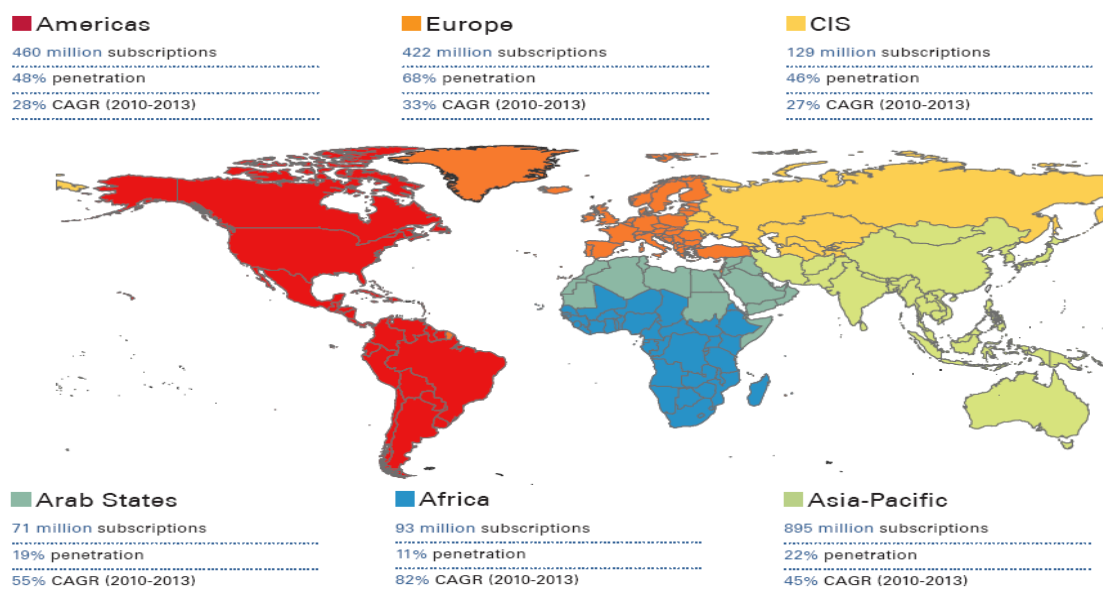 Americas
460 million subscriptions
48% penetration
28% CAGR (2010-2013)
Europe
422 million subscriptions
68% penetration
33% CAGR (2010-2013)
CIS
129 million subscriptions
46% penetration
27% CAGR (2010-2013)
Arab States
71 million subscriptions
19% penetration
55% CAGR (2010-2013)
Africa
93 million subscriptions
11% penetration
82% CAGR (2010-2013)
Asia-Pacific
895 million subscriptions
22% penetration
45% CAGR (2010-2013)